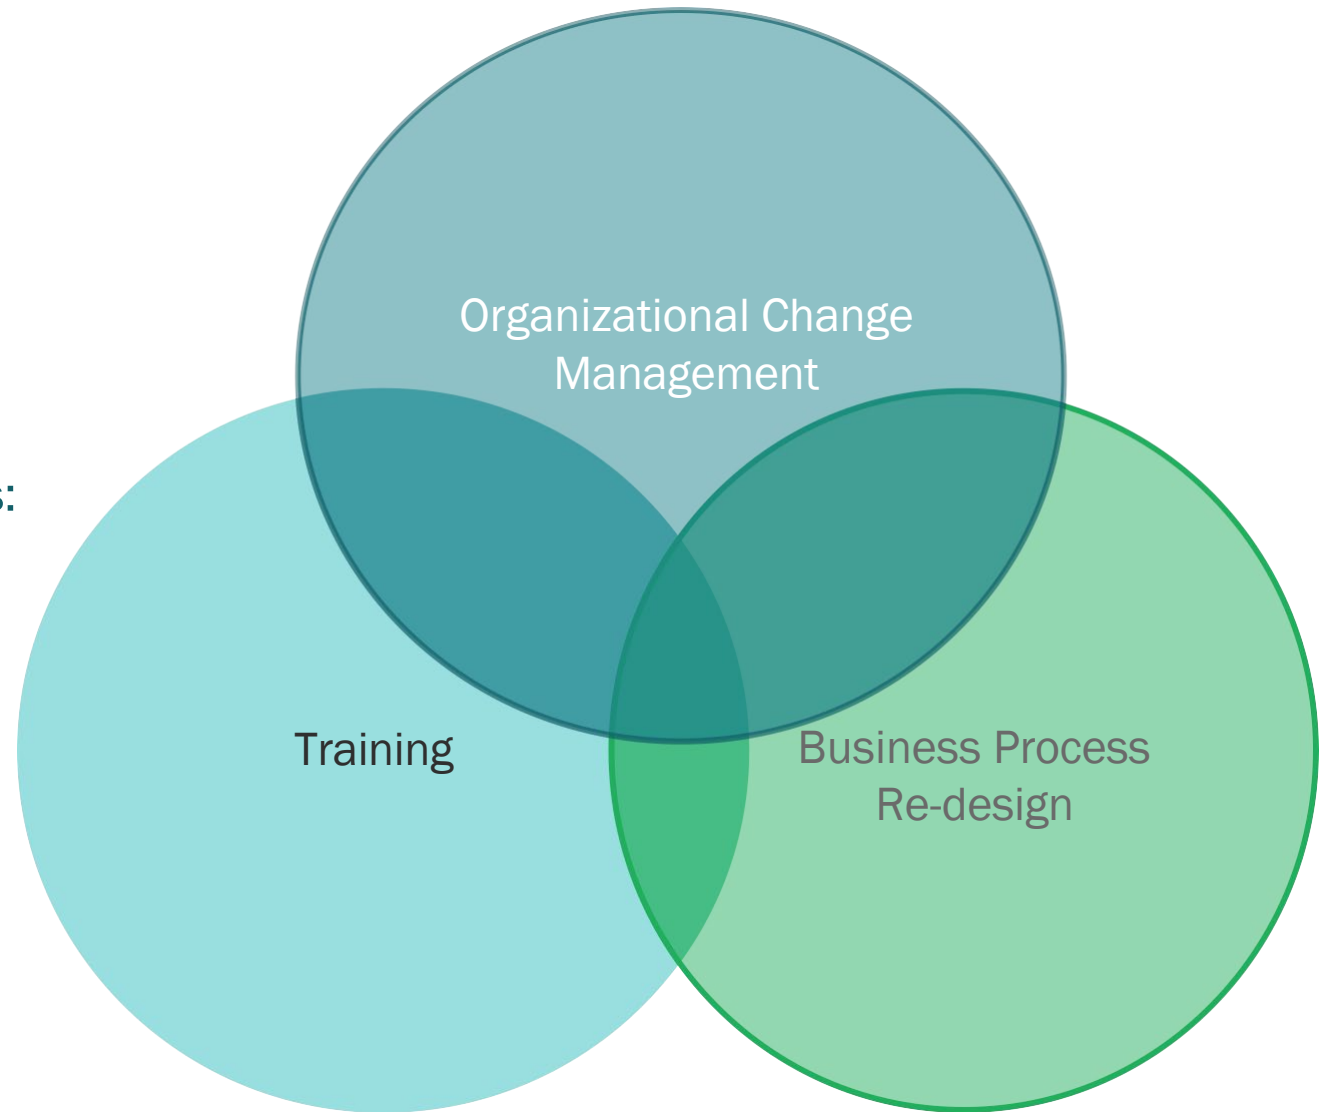 Organizational Change
Management
s:
Training
Business Process
Re-design